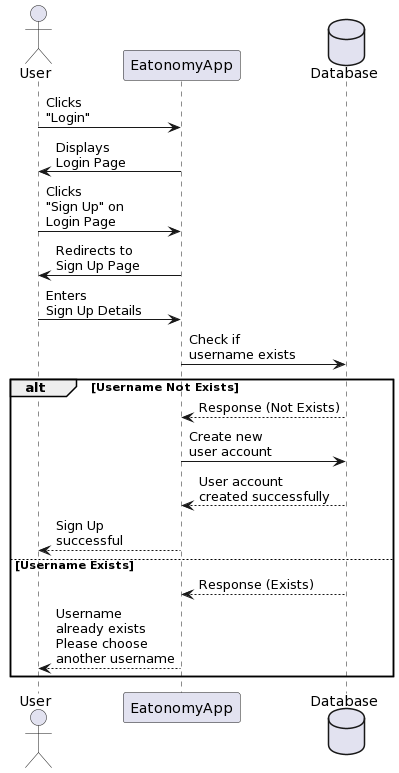 User
EatonomyApp
Database
Clicks
"Login"
Displays
Login Page
Clicks
"Sign Up" on
Login Page
Redirects to
Sign Up Page
Enters
Sign Up Details
Check if
username exists
alt [Username Not Exists]
Response (Not Exists)
Create new
user account
User account
created successfully
Sign Up
successful
[Username Exists]
Response (Exists)
Username
already exists
Please choose
another username
User
EatonomyApp
Database